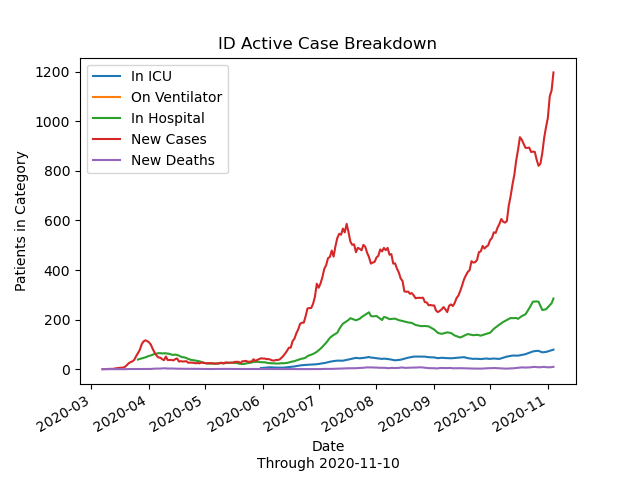 ID Active Case Breakdown
In ICU
On Ventilator
In Hospital
New Cases
New Deaths
Patients in Category
1200
1000
800
600
400
200
0
2020-03
2020-04
2020-05
2020-06
2020-07
2020-08
2020-09
2020-10
2020-11
Date
Through 2020-11-10